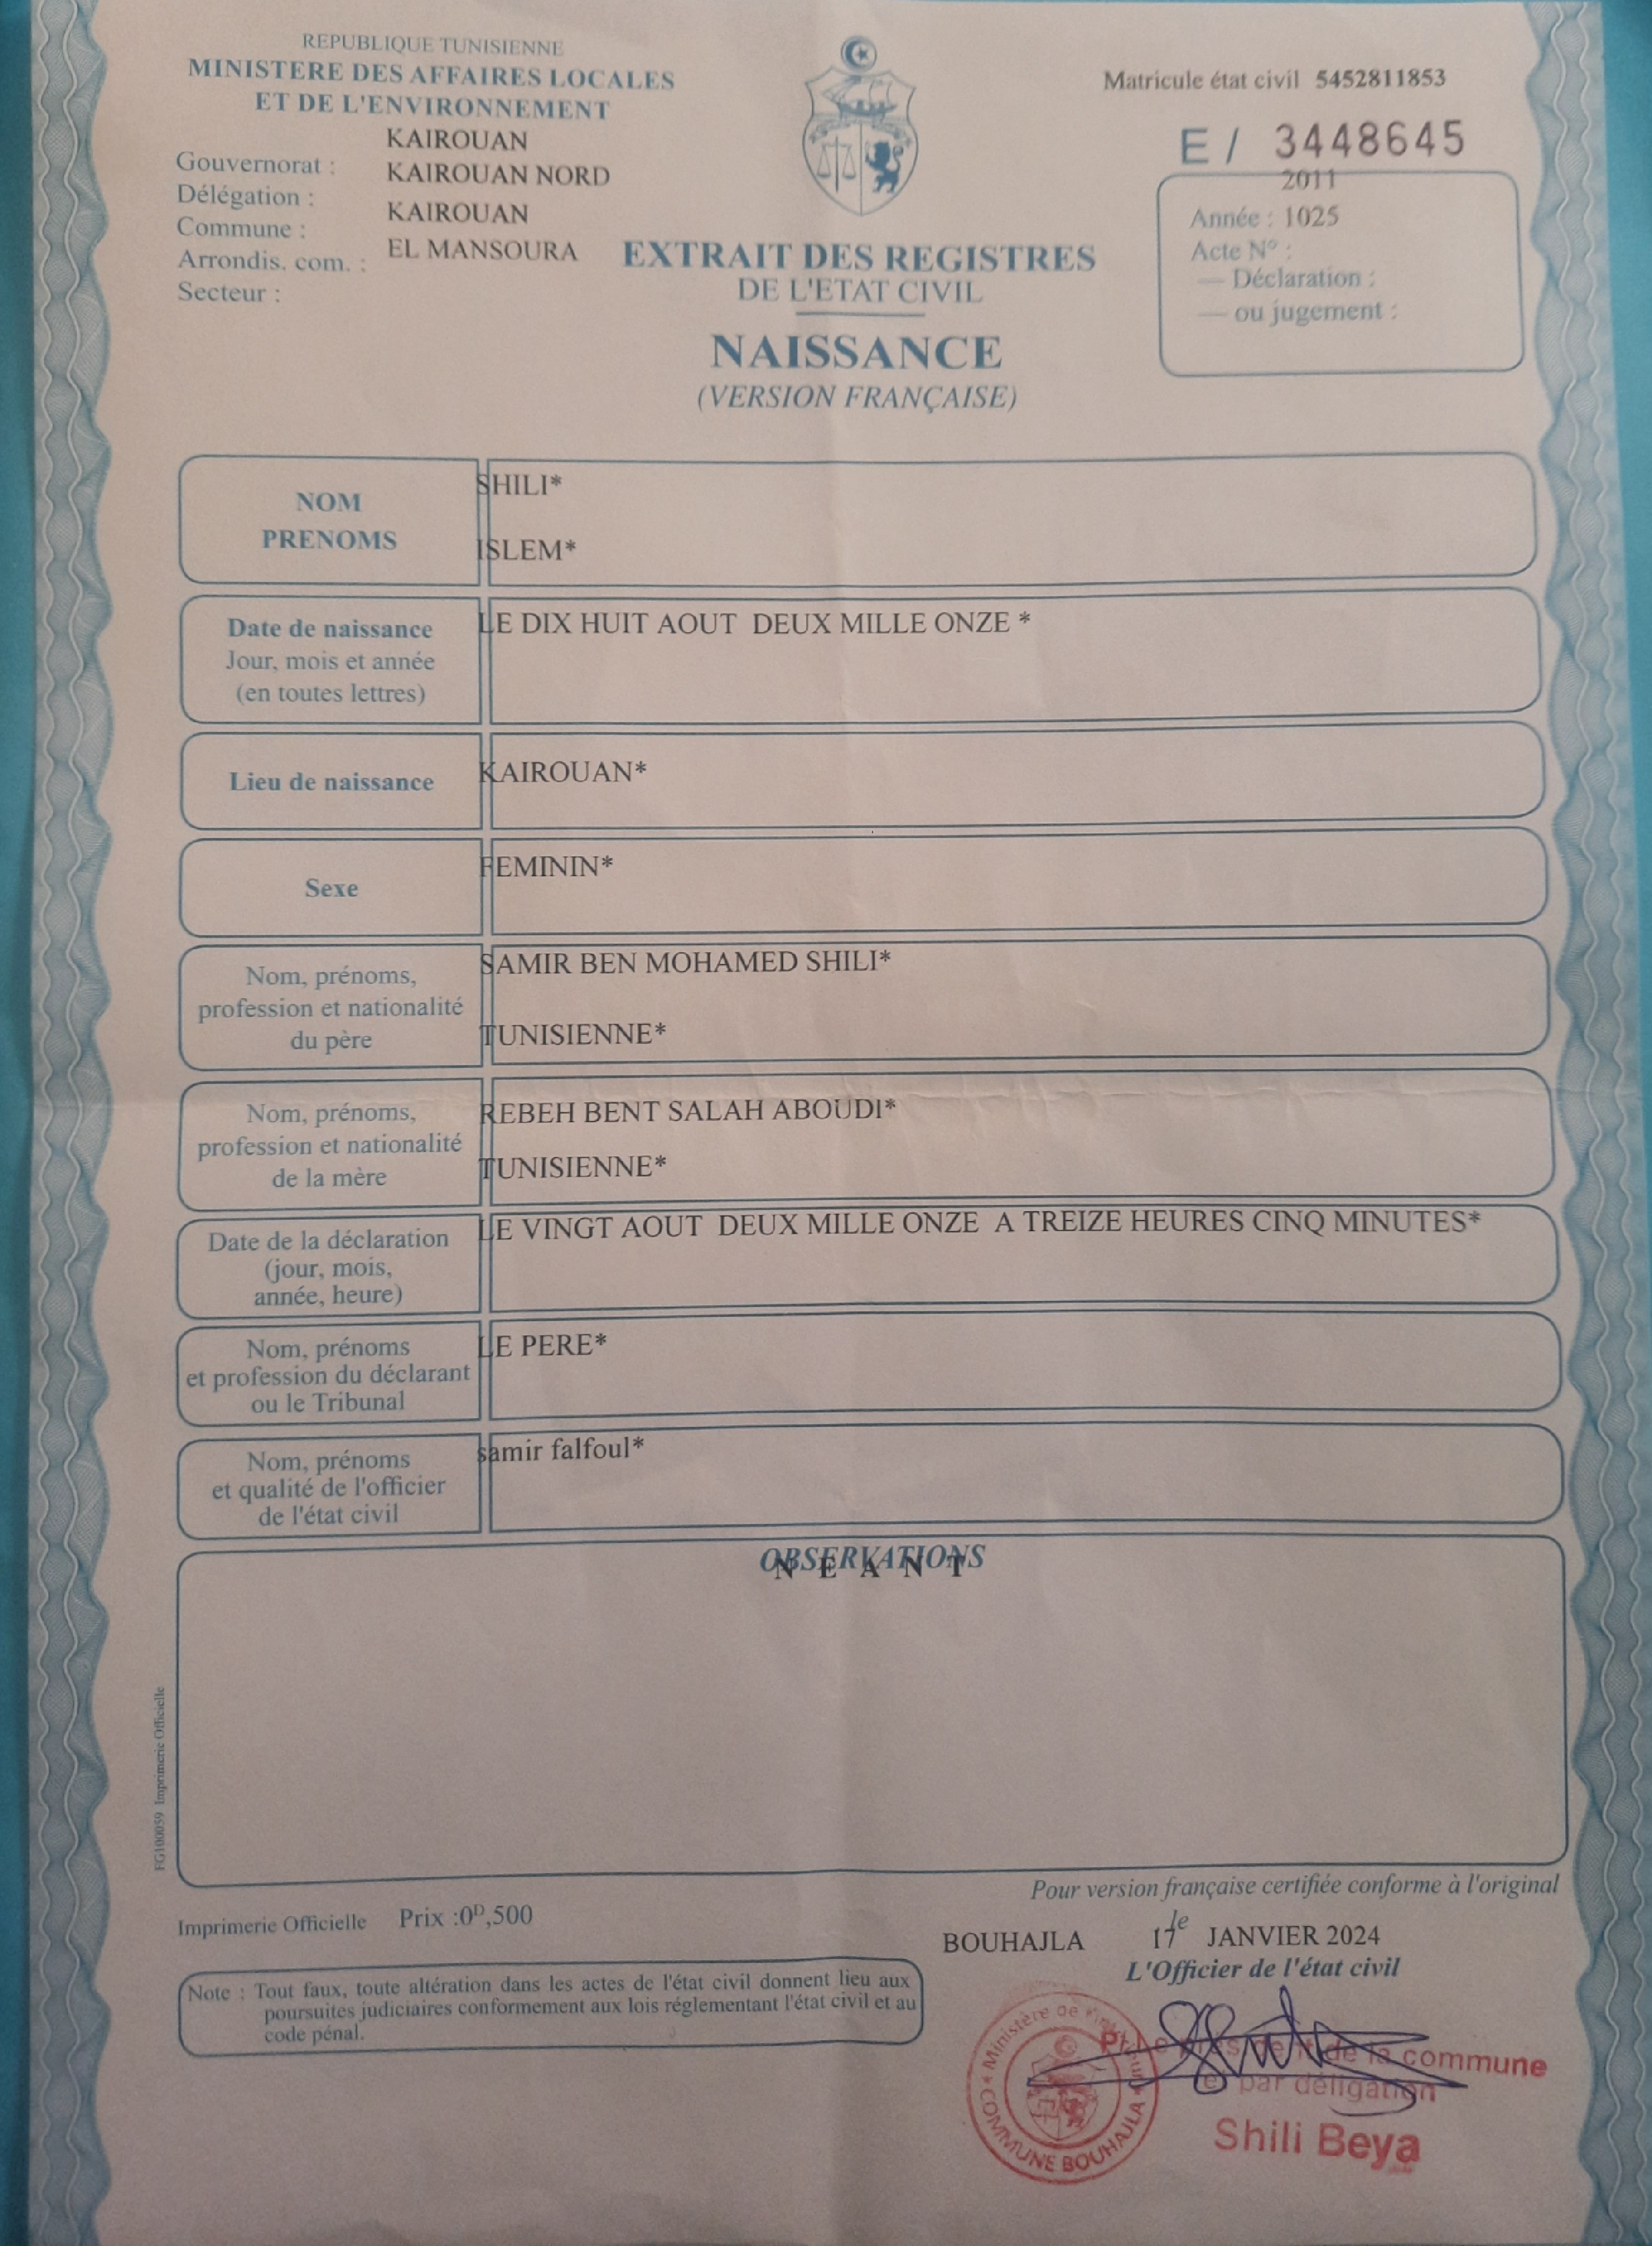 REPUBLIQUE TUNISIENNE
MINISTERE DES AFFAIRES LOCALES
ET DE L'ENVIRONNEMENT
Gouvernorat : KAIROUAN
Délégation : KAIROUAN NORD
Commune : KAIROUAN
Arrondis. com. : EL MANSOURA
Secteur :
Matricule état civil 5452811853
E / 3448645
2011
Année : 1025
Acte N° :
— Déclaration :
— ou jugement :
EXTRAIT DES REGISTRES
DE L'ETAT CIVIL
NAISSANCE
(VERSION FRANÇAISE)
NOM
PRENOMS
SHILI*
ISLEM*
Date de naissance
Jour, mois et année
(en toutes lettres)
LE DIX HUIT AOUT DEUX MILLE ONZE *
Lieu de naissance
KAIROUAN*
Sexe
FEMININ*
Nom, prénoms,
profession et nationalité
du père
SAMIR BEN MOHAMED SHILI*
TUNISIENNE*
Nom, prénoms,
profession et nationalité
de la mère
REBEH BENT SALAH ABOUDI*
TUNISIENNE*
Date de la déclaration
(jour, mois,
année, heure)
LE VINGT AOUT DEUX MILLE ONZE A TREIZE HEURES CINQ MINUTES*
Nom, prénoms
et profession du déclarant
ou le Tribunal
LE PERE*
Nom, prénoms
et qualité de l'officier
de l'état civil
samir falfoul*
OBSERVATIONS
N E A N T
FG100059 Imprimerie Officielle
Pour version française certifiée conforme à l'original
Imprimerie Officielle Prix :0ᴰ,500
BOUHAJLA 17 le JANVIER 2024
L'Officier de l'état civil
Note : Tout faux, toute altération dans les actes de l'état civil donnent lieu aux
poursuites judiciaires conformement aux lois réglementant l'état civil et au
code pénal.
Ministère De
COMMUNE BOUHAJLA
P/ Le président de la commune
et par déligation
Shili Beya